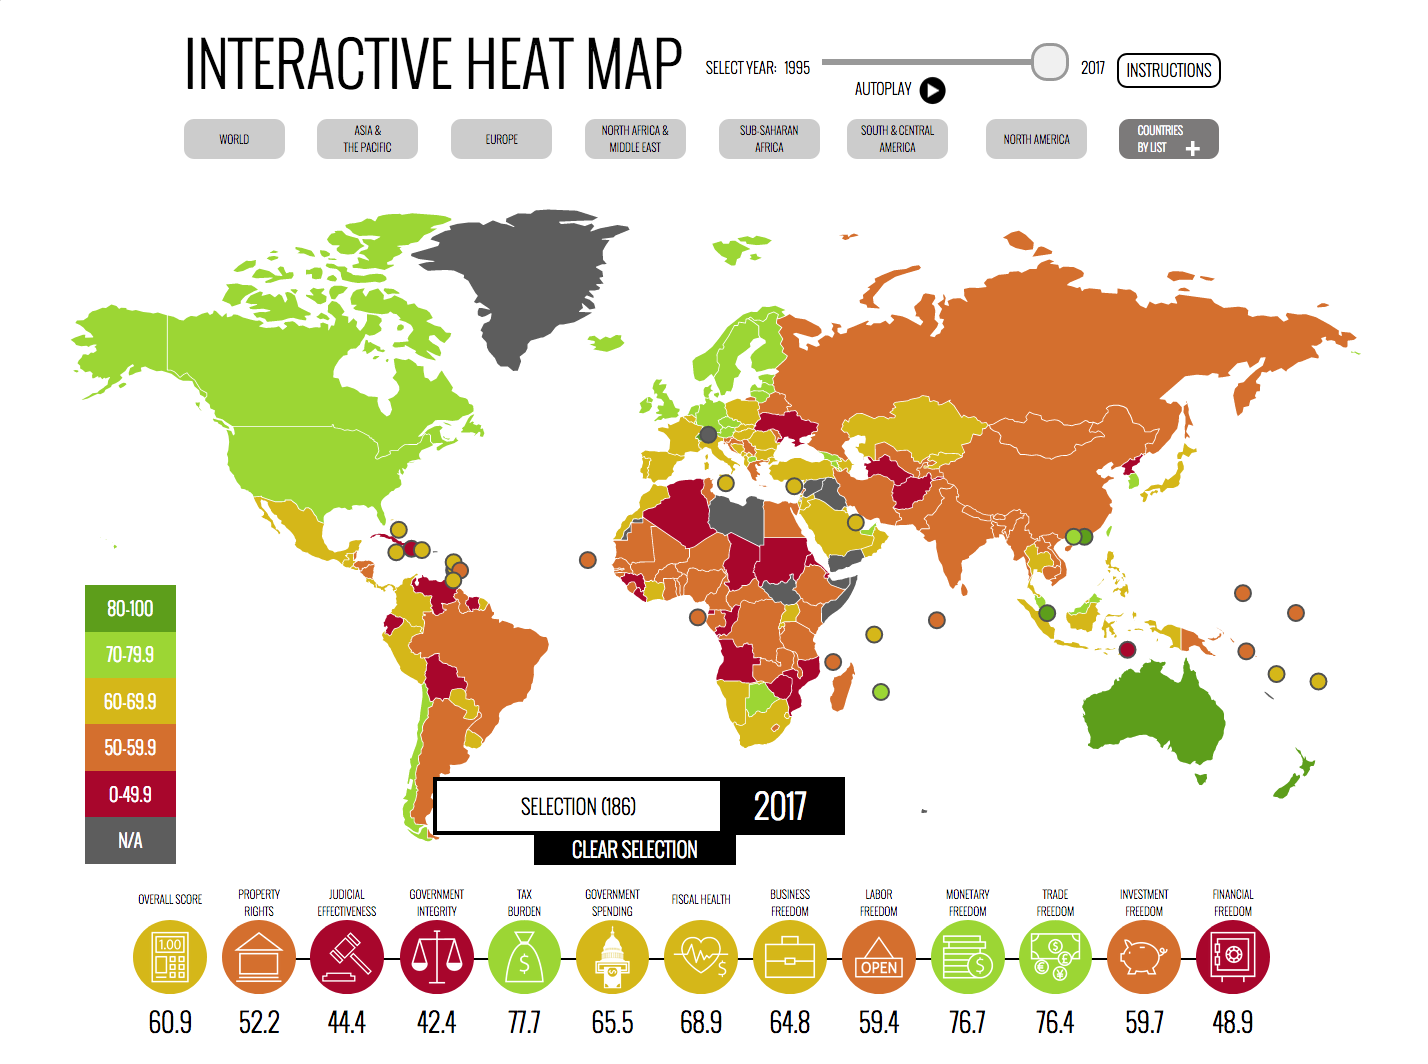 INTERACTIVE HEAT MAP
SELECT YEAR: 1995
2017
INSTRUCTIONS
AUTOPLAY
WORLD
ASIA &
THE PACIFIC
EUROPE
NORTH AFRICA &
MIDDLE EAST
SUB-SAHARAN
AFRICA
SOUTH & CENTRAL
AMERICA
NORTH AMERICA
COUNTRIES
BY LIST +
80-100
70-79.9
60-69.9
50-59.9
0-49.9
N/A
SELECTION (186)
2017
CLEAR SELECTION
OVERALL SCORE
PROPERTY
RIGHTS
JUDICIAL
EFFECTIVENESS
GOVERNMENT
INTEGRITY
TAX
BURDEN
GOVERNMENT
SPENDING
FISCAL HEALTH
BUSINESS
FREEDOM
LABOR
FREEDOM
MONETARY
FREEDOM
TRADE
FREEDOM
INVESTMENT
FREEDOM
FINANCIAL
FREEDOM
1.00
$
$
$
OPEN
$
$
€
£
¥
60.9
52.2
44.4
42.4
77.7
65.5
68.9
64.8
59.4
76.7
76.4
59.7
48.9